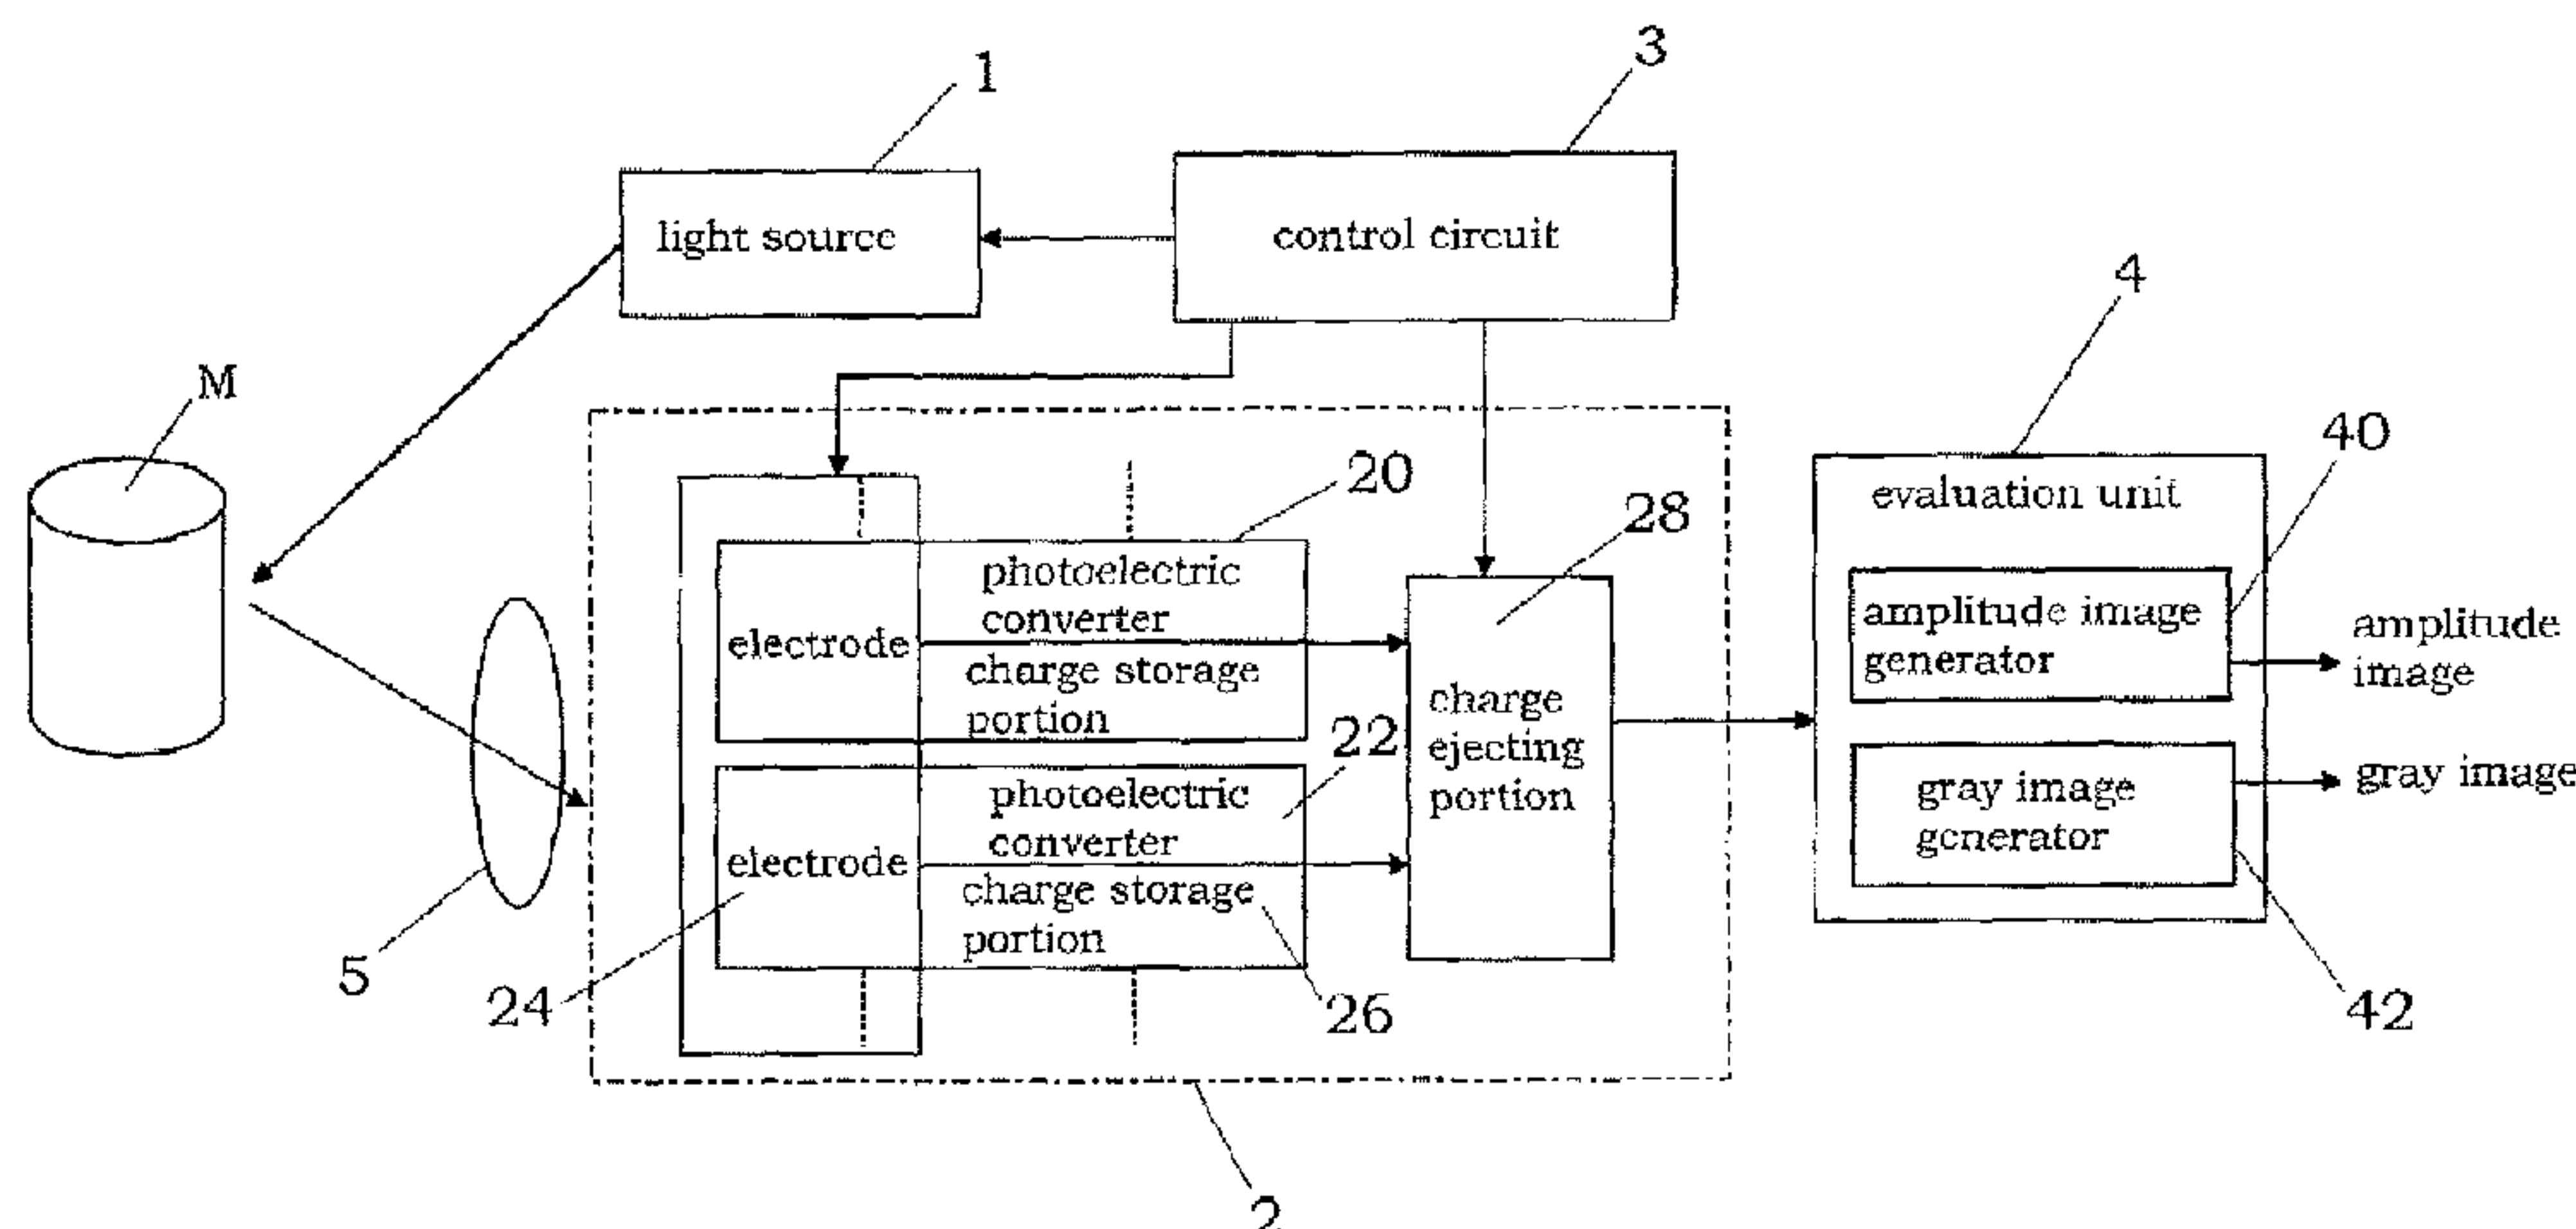 1
3
light source
control circuit
4
M
40
20
28
evaluation unit
photoelectric
converter
electrode
charge storage
portion
amplitude image
generator
amplitude
image
22
charge
ejecting
portion
photoelectric
converter
electrode
charge storage
portion
gray image
generator
gray image
5
24
26
42
2